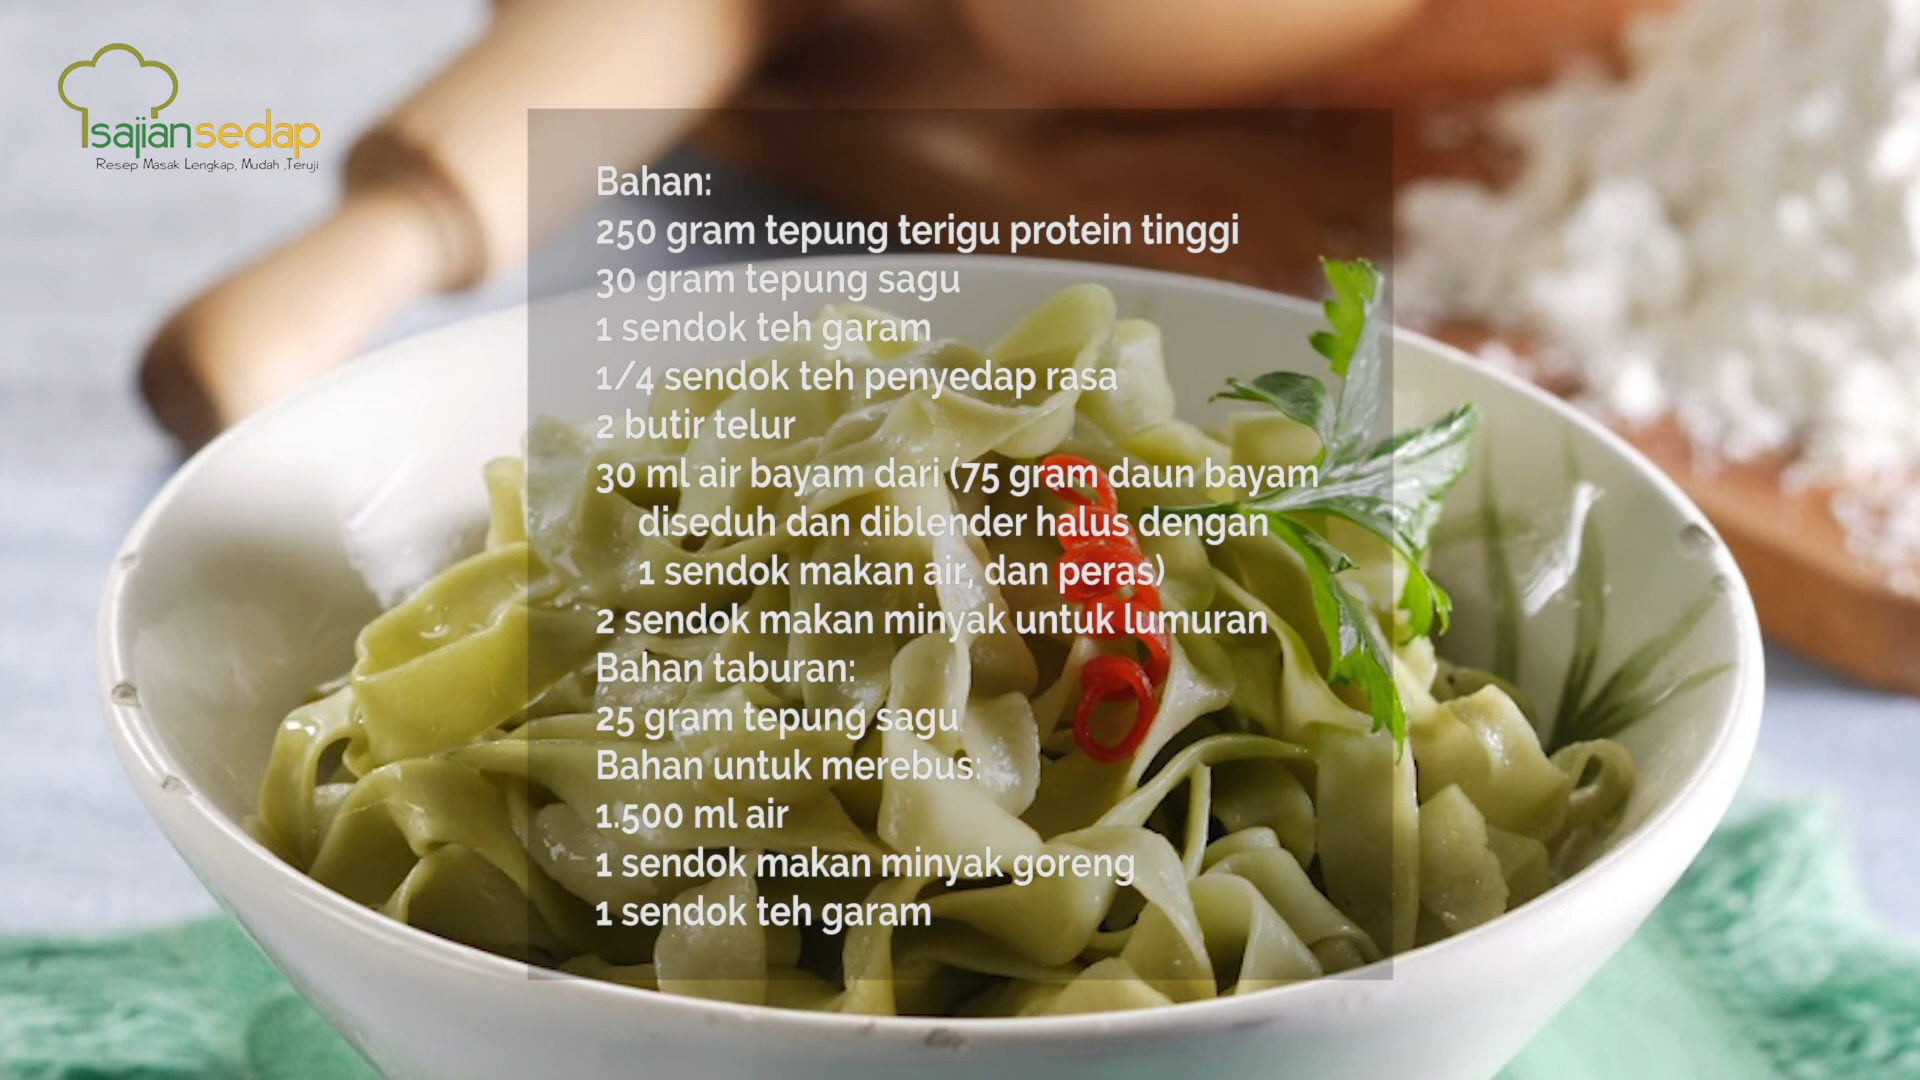 sajiansedap
Resep Masak Lengkap, Mudah ,Teruji
Bahan:
250 gram tepung terigu protein tinggi
30 gram tepung sagu
1 sendok teh garam
1/4 sendok teh penyedap rasa
2 butir telur
30 ml air bayam dari (75 gram daun bayam
diseduh dan diblender halus dengan
1 sendok makan air, dan peras)
2 sendok makan minyak untuk lumuran
Bahan taburan:
25 gram tepung sagu
Bahan untuk merebus:
1.500 ml air
1 sendok makan minyak goreng
1 sendok teh garam